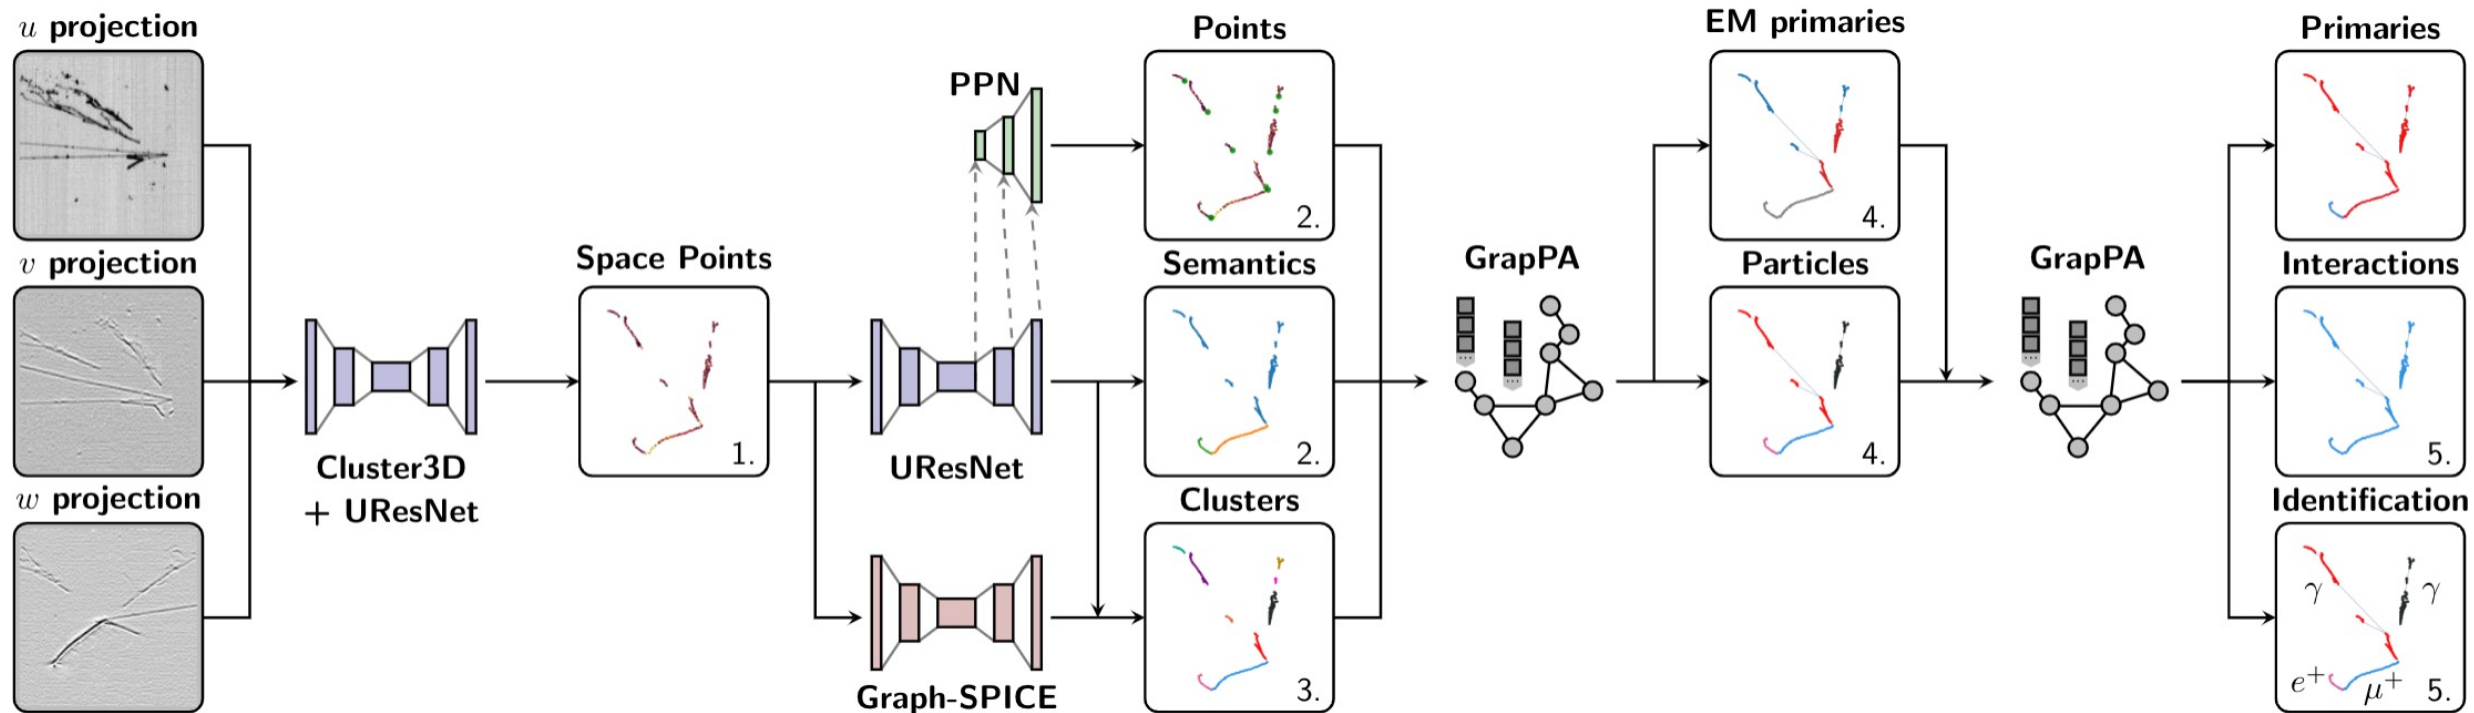 u projection
v projection
w projection
Cluster3D
+ UResNet
Space Points
1.
PPN
UResNet
Graph-SPICE
Points
2.
Semantics
2.
Clusters
3.
GrapPA
...
...
EM primaries
4.
Particles
4.
GrapPA
...
...
Primaries
Interactions
5.
Identification
γ γ
e+ μ+ 5.